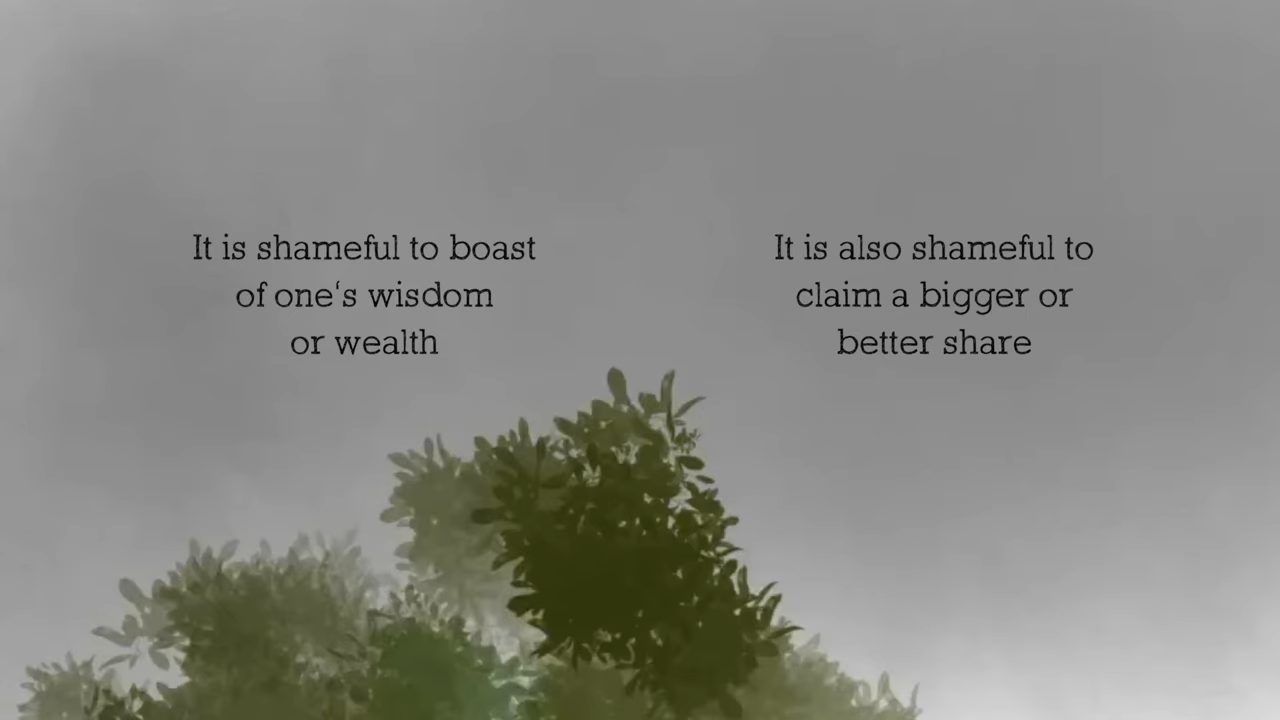 It is shameful to boast
of one's wisdom
or wealth
It is also shameful to
claim a bigger or
better share